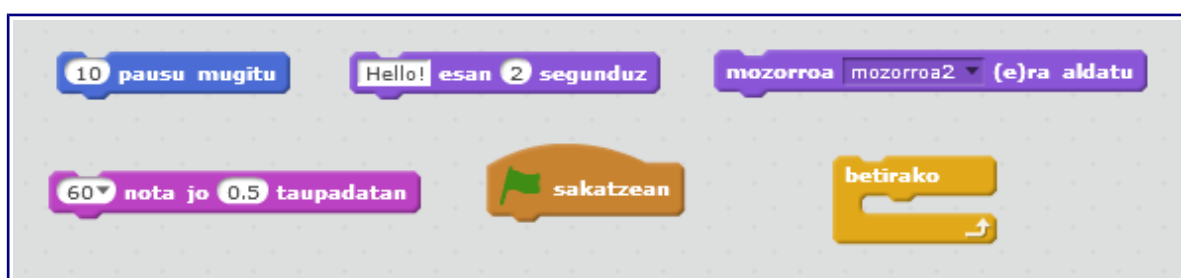 10 pausu mugitu
Hello! esan 2 segunduz
mozorroa mozorroa2 (e)ra aldatu
60 nota jo 0.5 taupadatan
sakatzean
betirako